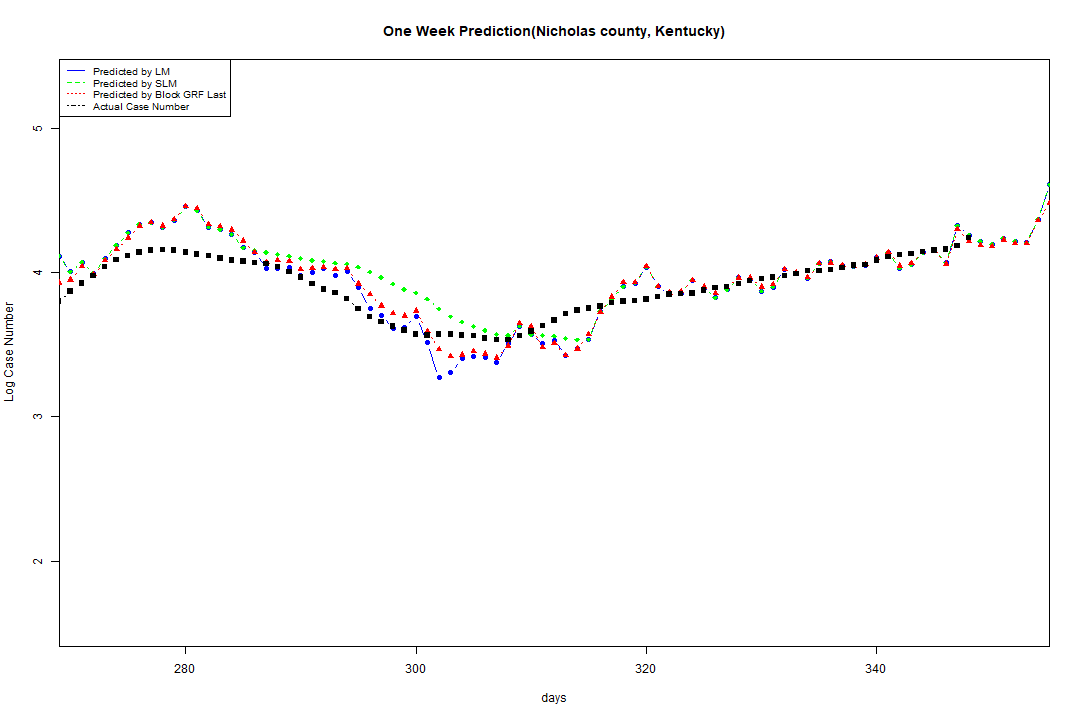 One Week Prediction(Nicholas county, Kentucky)
Predicted by LM
Predicted by SLM
Predicted by Block GRF Last
Actual Case Number
5
4
3
2
Log Case Number
280 300 320 340
days